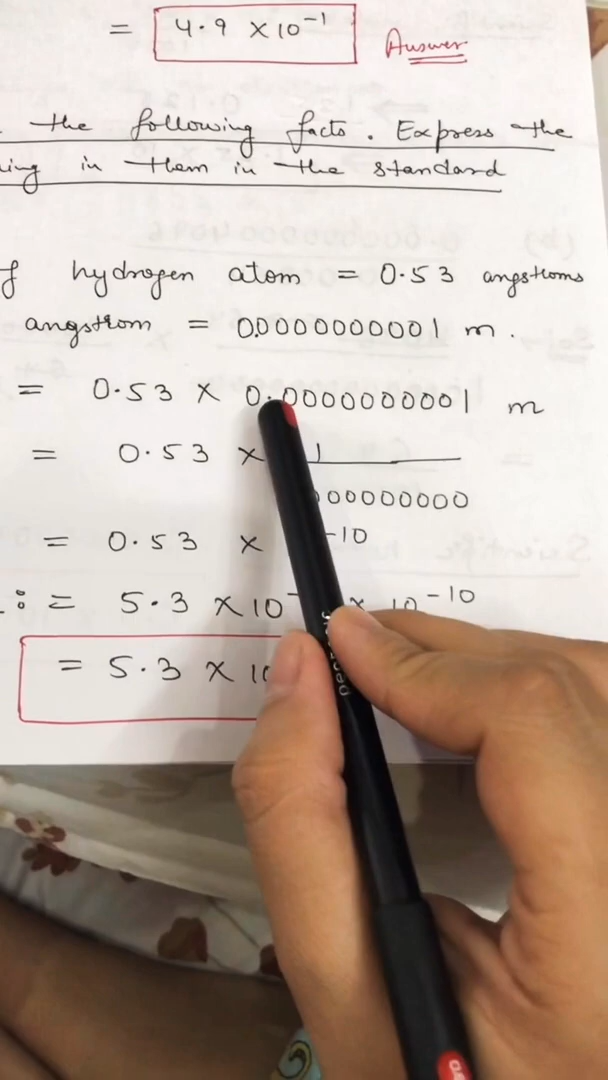 = 4.9 × 10⁻¹ Answer
the following facts. Express the
in them in the standard
hydrogen atom = 0.53 angstroms
angstrom = 0.0000000001 m.
= 0.53 × 0.0000000001 m
= 0.53 × 1
000000000
= 0.53 × ⁻¹⁰
= 5.3 × 10⁻ × 10⁻¹⁰
= 5.3 × 10